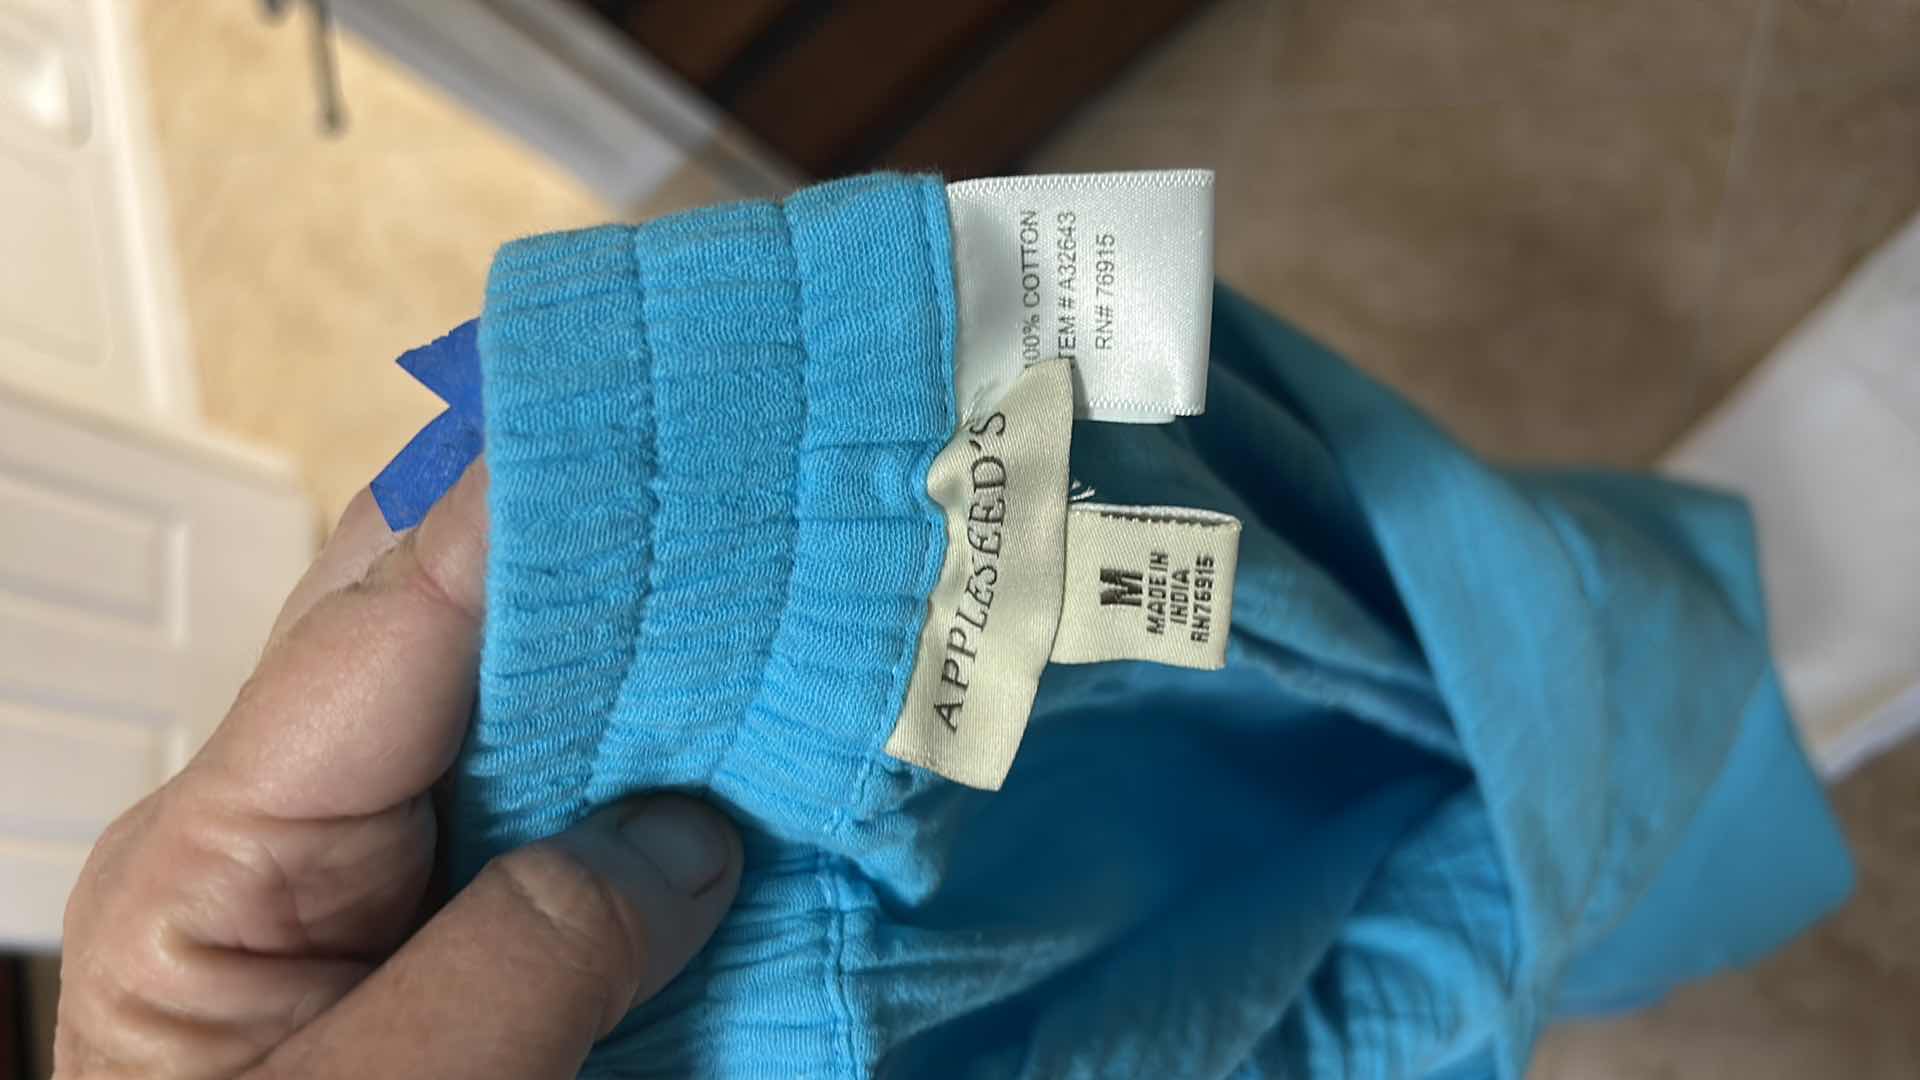 100% COTTON
ITEM # A32643
RN# 76915
APPLESEED'S
M
MADE IN
INDIA
RN76915